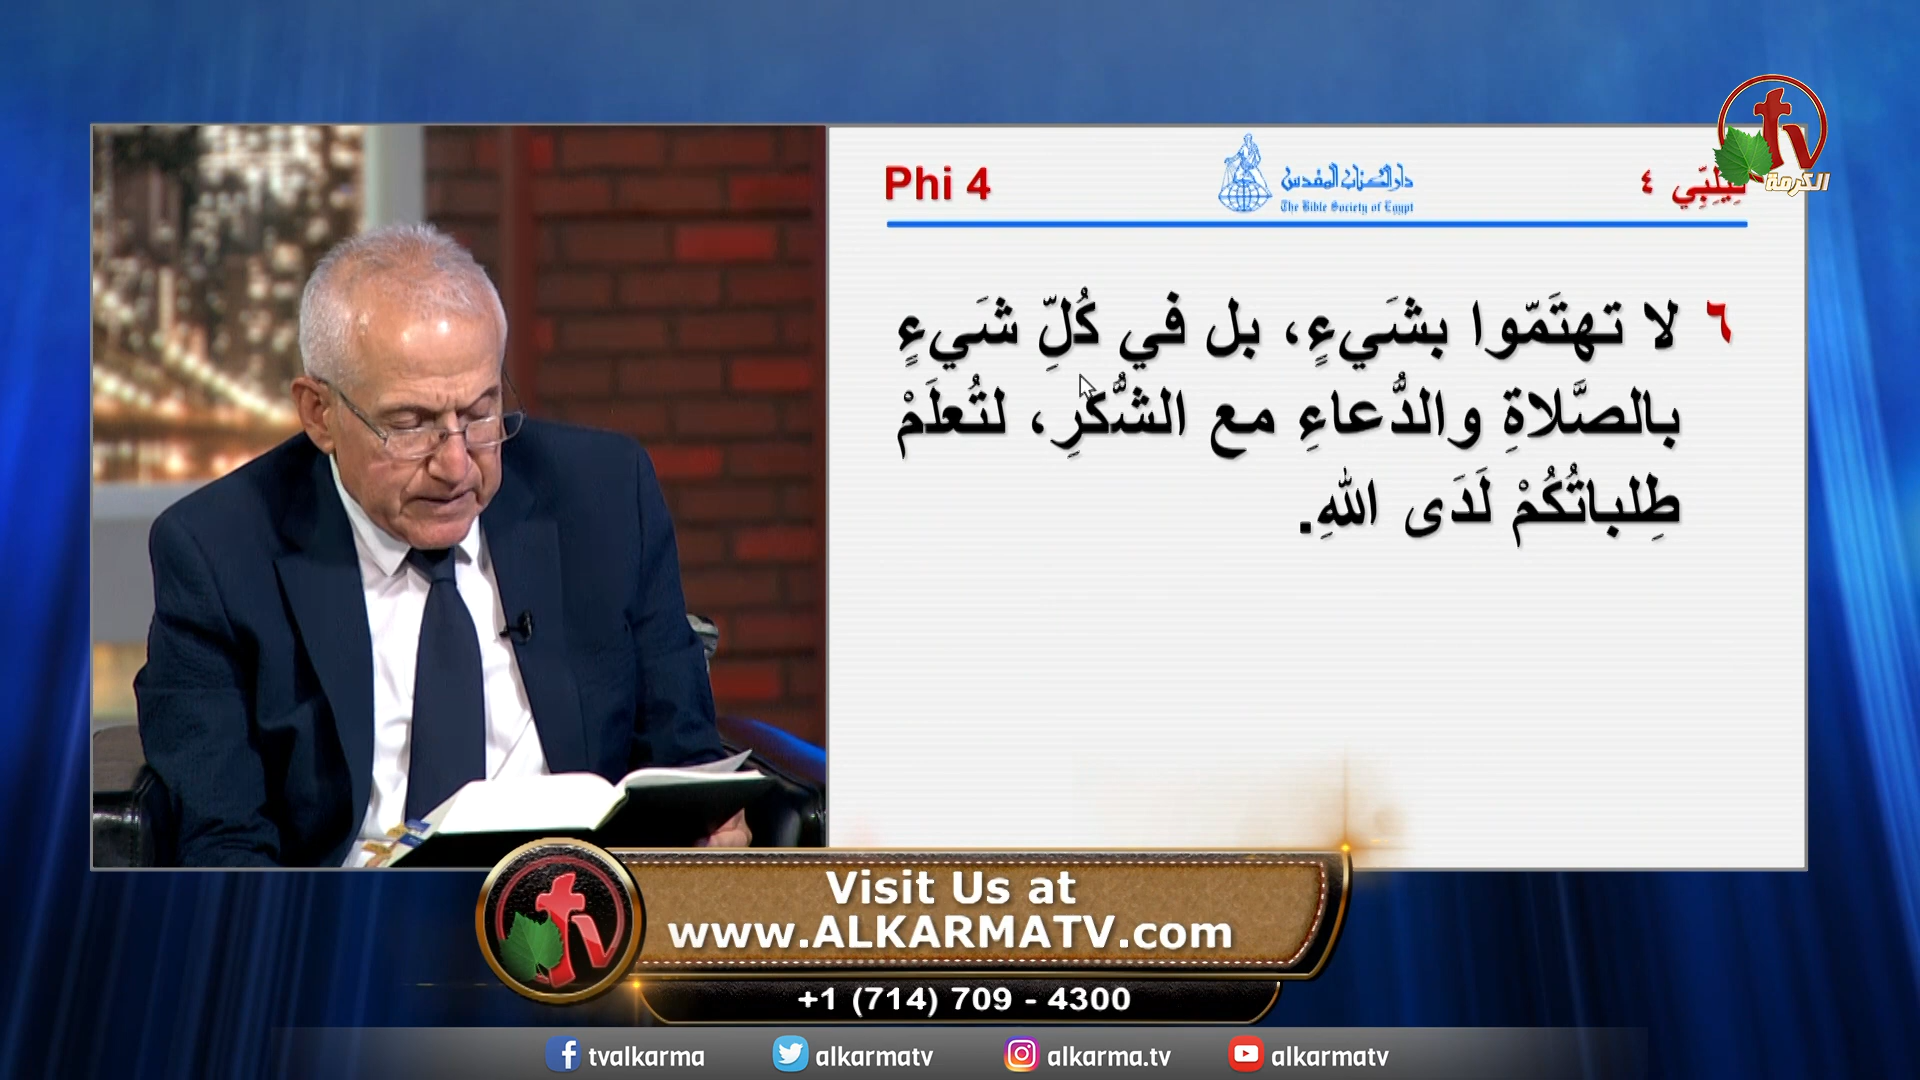 Phi 4
دار الكتاب المقدس
The Bible Society of Egypt
فِيلِبِّي ٤
tv
الكرمة
٦ لا تهتَمّوا بشَيءٍ، بل في كُلِّ شَيءٍ
بالصَّلاةِ والدُّعاءِ مع الشُّكرِ، لتُعلَمْ
طِلباتُكُمْ لَدَى اللهِ.
tv
Visit Us at
www.ALKARMATV.com
+1 (714) 709 - 4300
tvalkarma
alkarmatv
alkarma.tv
alkarmatv